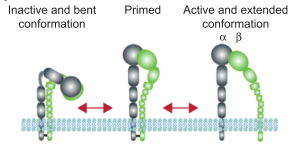 Inactive and bent
conformation
Primed
Active and extended
conformation
α β